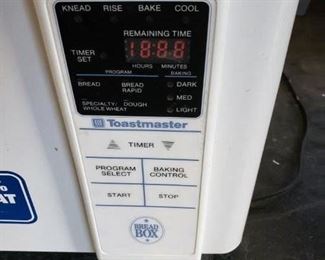 KNEAD RISE BAKE COOL
REMAINING TIME
TIMER
SET
18:88
HOURS MINUTES
PROGRAM BAKING
BREAD BREAD
RAPID
DARK
MED
SPECIALTY/ DOUGH
WHOLE WHEAT
LIGHT
Toastmaster
TIMER
PROGRAM
SELECT
BAKING
CONTROL
START STOP
BREAD
BOX